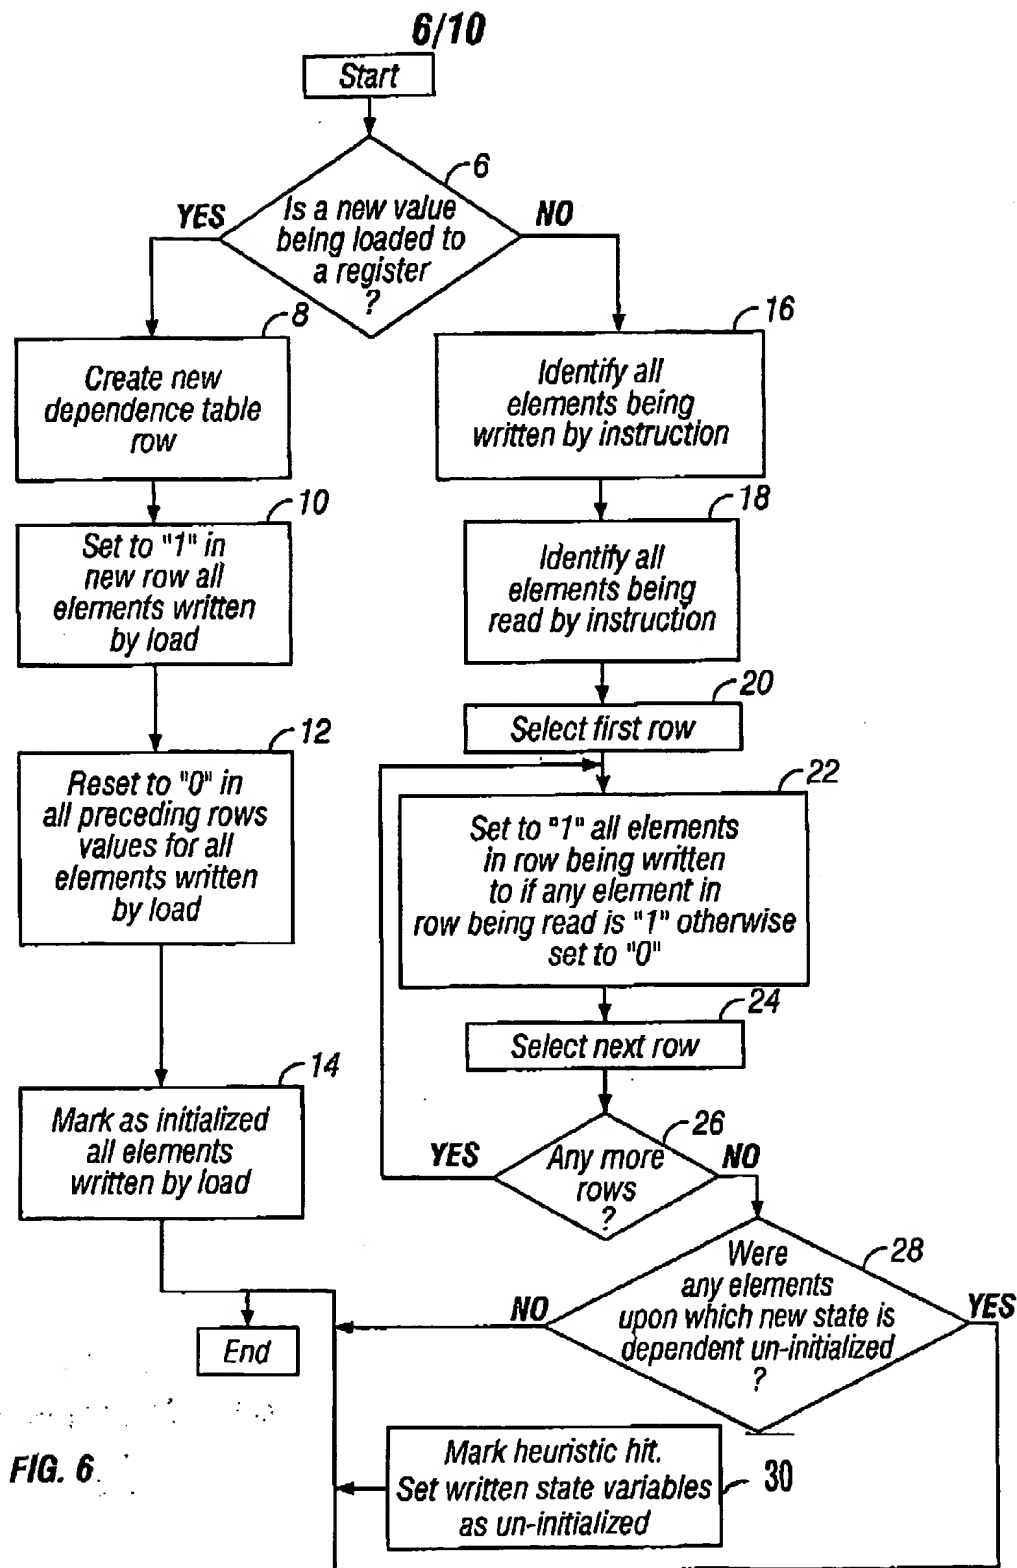 6/10
Start
6
Is a new value
being loaded to
a register
?
YES
NO
8
Create new
dependence table
row
10
Set to "1" in
new row all
elements written
by load
12
Reset to "0" in
all preceding rows
values for all
elements written
by load
14
Mark as initialized
all elements
written by load
End
16
Identify all
elements being
written by instruction
18
Identify all
elements being
read by instruction
20
Select first row
22
Set to "1" all elements
in row being written
to if any element in
row being read is "1" otherwise
set to "0"
24
Select next row
26
YES
Any more
rows
?
NO
28
Were
any elements
upon which new state is
dependent un-initialized
?
NO
YES
Mark heuristic hit.
Set written state variables
as un-initialized
30
FIG. 6